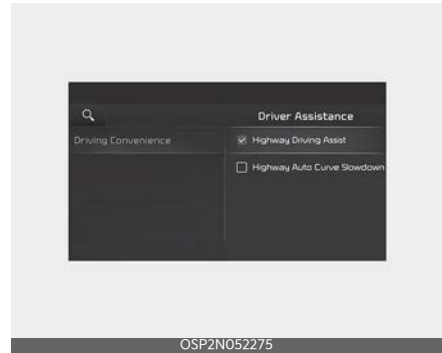 Driver Assistance
Driving Convenience
Highway Driving Assist
Highway Auto Curve Slowdown
OSP2N052275